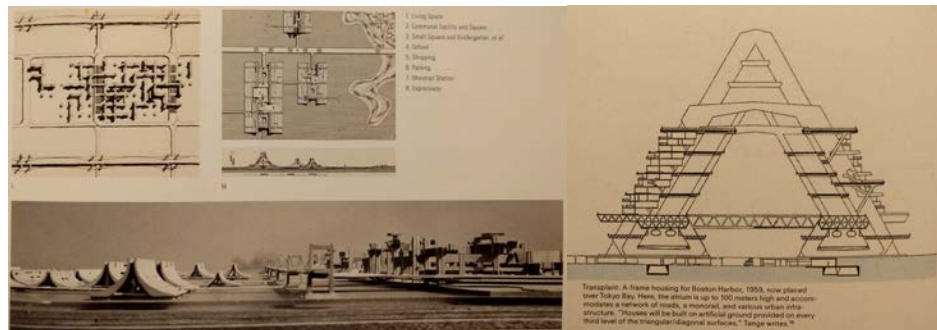 1. Living Space
2. Communal Facility and Square
3. Small Square and Kindergarten, et al
4. School
5. Shopping
6. Parking
7. Monorail Station
8. Expressway
Transplant: A-frame housing for Boston Harbor, 1959, now placed
over Tokyo Bay. Here, the atrium is up to 100 meters high and accom-
modates a network of roads, a monorail, and various urban infra-
structure. "Houses will be built on artificial ground provided on every
third level of the triangular/diagonal surfaces," Tange writes.